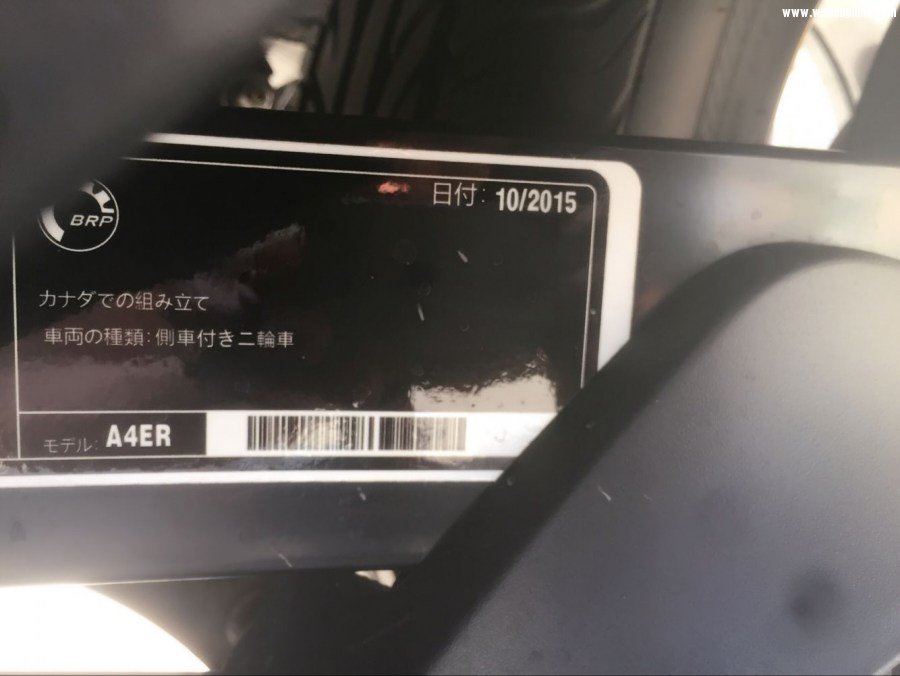 BRP
日付: 10/2015
カナダでの組み立て
車両の種類: 側車付き二輪車
モデル: A4ER